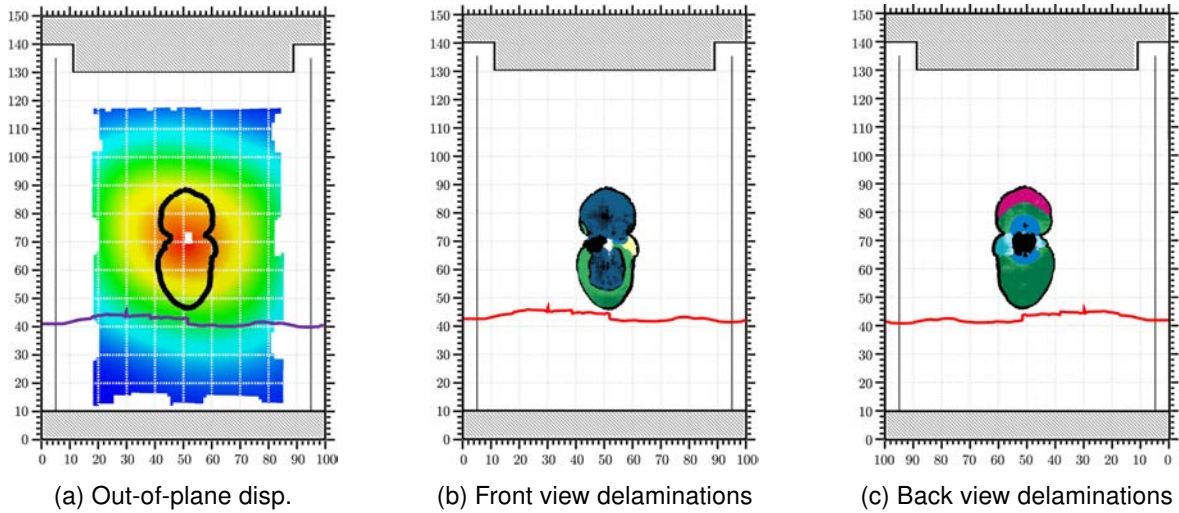 150 150 150
140 140 140
130 130 130
120 120 120
110 110 110
100 100 100
90 90 90
80 80 80
70 70 70
60 60 60
50 50 50
40 40 40
30 30 30
20 20 20
10 10 10
0 0 0
0 10 20 30 40 50 60 70 80 90 100
0 10 20 30 40 50 60 70 80 90 100
100 90 80 70 60 50 40 30 20 10 0
(a) Out-of-plane disp.
(b) Front view delaminations
(c) Back view delaminations